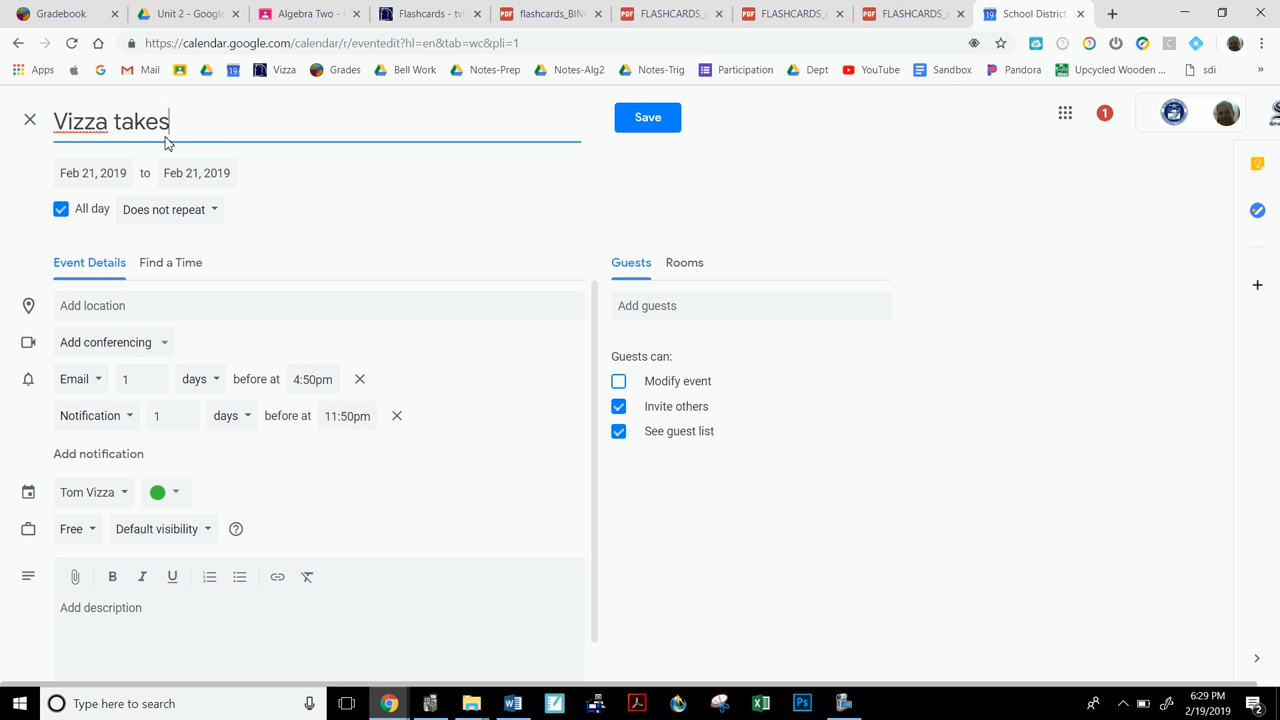 Gradebook
Unit 2 - Google
Algebra Two -
Flashcards - tvi
flashcards_BIN
FLASHCARDS_
FLASHCARDS_
FLASHCARDS_
School District
https://calendar.google.com/calendar/r/eventedit?hl=en&tab=wc&pli=1
Apps
Mail
Vizza
Grades
Bell Work
Notes-Prep
Notes-Alg2
Notes-Trig
Participation
Dept
YouTube
Sandbox
Pandora
Upcycled Wooden ...
sdi
»
Vizza takes
Save
1
Feb 21, 2019 to Feb 21, 2019
All day Does not repeat
Event Details Find a Time
Guests Rooms
Add location
Add guests
Add conferencing
Guests can:
Email 1 days before at 4:50pm
Modify event
Notification 1 days before at 11:50pm
Invite others
See guest list
Add notification
Tom Vizza
Free Default visibility ?
B I U
Add description
Type here to search
6:29 PM
2/19/2019
2